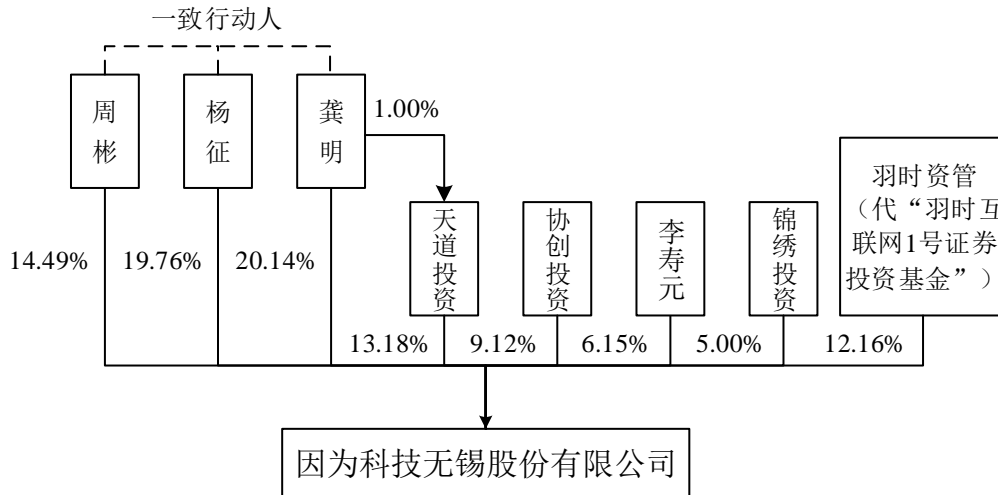 一致行动人
周彬
杨征
龚明
1.00%
天道投资
协创投资
李寿元
锦绣投资
羽时资管
（代“羽时互
联网1号证券
投资基金”）
14.49%
19.76%
20.14%
13.18%
9.12%
6.15%
5.00%
12.16%
因为科技无锡股份有限公司